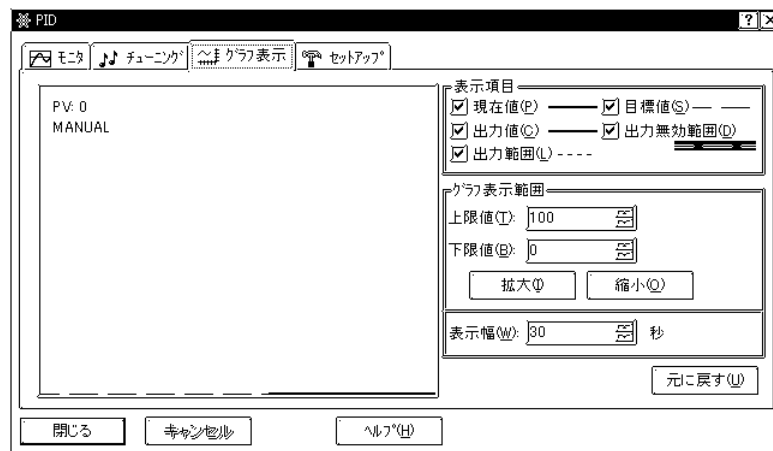 PID
モニタ チューニング グラフ表示 セットアップ
PV: 0
MANUAL
表示項目
現在値(P) 目標値(S)
出力値(C) 出力無効範囲(D)
出力範囲(L)
グラフ表示範囲
上限値(T): 100
下限値(B): 0
拡大(I) 縮小(O)
表示幅(W): 30 秒
元に戻す(U)
閉じる キャンセル ヘルプ(H)